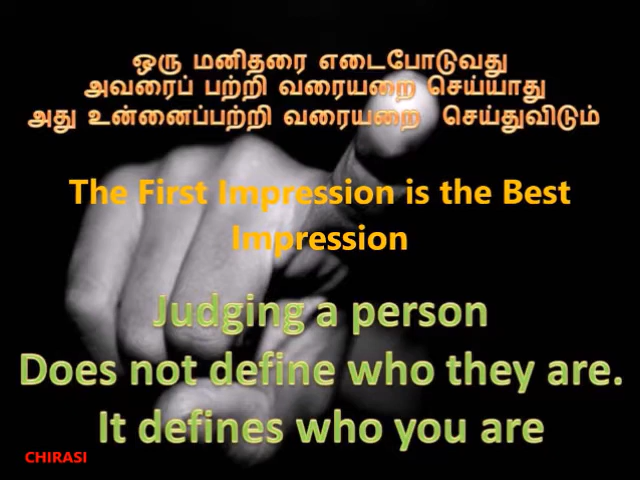 ஒரு மனிதரை எடைபோடுவது
அவரைப் பற்றி வரையறை செய்யாது
அது உன்னைப்பற்றி வரையறை செய்துவிடும்
The First Impression is the Best
Impression
Judging a person
Does not define who they are.
It defines who you are
CHIRASI